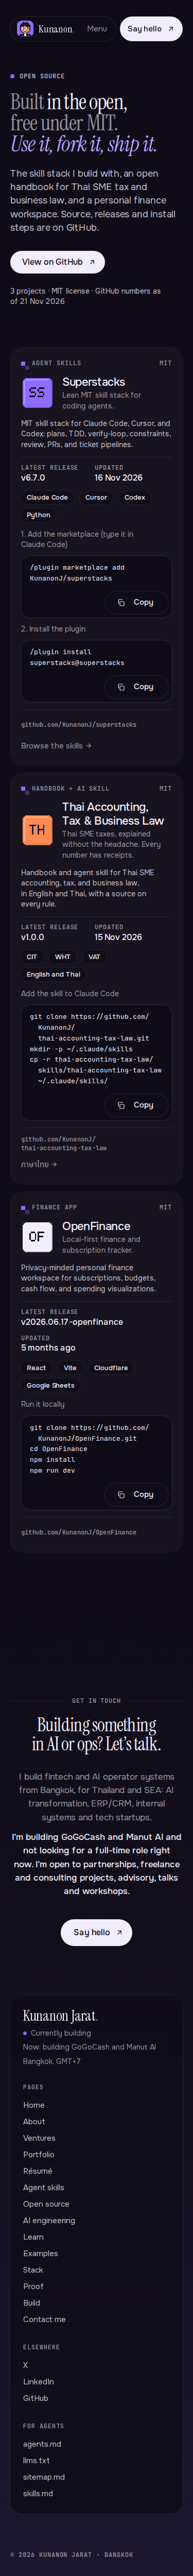 Kunanon.
Menu
Say hello ↗
OPEN SOURCE
Built in the open,
free under MIT.
Use it, fork it, ship it.
The skill stack I build with, an open
handbook for Thai SME tax and
business law, and a personal finance
workspace. Source, releases and install
steps are on GitHub.
View on GitHub ↗
3 projects · MIT license · GitHub numbers as
of 21 Nov 2026
AGENT SKILLS
MIT
SS
Superstacks
Lean MIT skill stack for
coding agents.
MIT skill stack for Claude Code, Cursor, and
Codex: plans, TDD, verify-loop, constraints,
review, PRs, and ticket pipelines.
LATEST RELEASE
UPDATED
v6.7.0
16 Nov 2026
Claude Code
Cursor
Codex
Python
1. Add the marketplace (type it in
Claude Code)
/plugin marketplace add
KunanonJ/superstacks
Copy
2. Install the plugin
/plugin install
superstacks@superstacks
Copy
github.com/KunanonJ/superstacks
Browse the skills →
HANDBOOK + AI SKILL
MIT
TH
Thai Accounting,
Tax & Business Law
Thai SME taxes, explained
without the headache. Every
number has receipts.
Handbook and agent skill for Thai SME
accounting, tax, and business law,
in English and Thai, with a source on
every rule.
LATEST RELEASE
UPDATED
v1.0.0
15 Nov 2026
CIT
WHT
VAT
English and Thai
Add the skill to Claude Code
git clone https://github.com/
KunanonJ/
thai-accounting-tax-law.git
mkdir -p ~/.claude/skills
cp -r thai-accounting-tax-law/
skills/thai-accounting-tax-law
~/.claude/skills/
Copy
github.com/KunanonJ/
thai-accounting-tax-law
ภาษาไทย →
FINANCE APP
MIT
OF
OpenFinance
Local-first finance and
subscription tracker.
Privacy-minded personal finance
workspace for subscriptions, budgets,
cash flow, and spending visualizations.
LATEST RELEASE
v2026.06.17-openfinance
UPDATED
5 months ago
React
Vite
Cloudflare
Google Sheets
Run it locally
git clone https://github.com/
KunanonJ/OpenFinance.git
cd OpenFinance
npm install
npm run dev
Copy
github.com/KunanonJ/OpenFinance
GET IN TOUCH
Building something
in AI or ops? Let's talk.
I build fintech and AI operator systems
from Bangkok, for Thailand and SEA: AI
transformation, ERP/CRM, internal
systems and tech startups.
I'm building GoGoCash and Manut AI and
not looking for a full-time role right
now. I'm open to partnerships, freelance
and consulting projects, advisory, talks
and workshops.
Say hello ↗
Kunanon Jarat.
Currently building
Now: building GoGoCash and Manut AI
Bangkok, GMT+7
PAGES
Home
About
Ventures
Portfolio
Résumé
Agent skills
Open source
AI engineering
Learn
Examples
Stack
Proof
Build
Contact me
ELSEWHERE
X
LinkedIn
GitHub
FOR AGENTS
agents.md
llms.txt
sitemap.md
skills.md
© 2026 KUNANON JARAT · BANGKOK